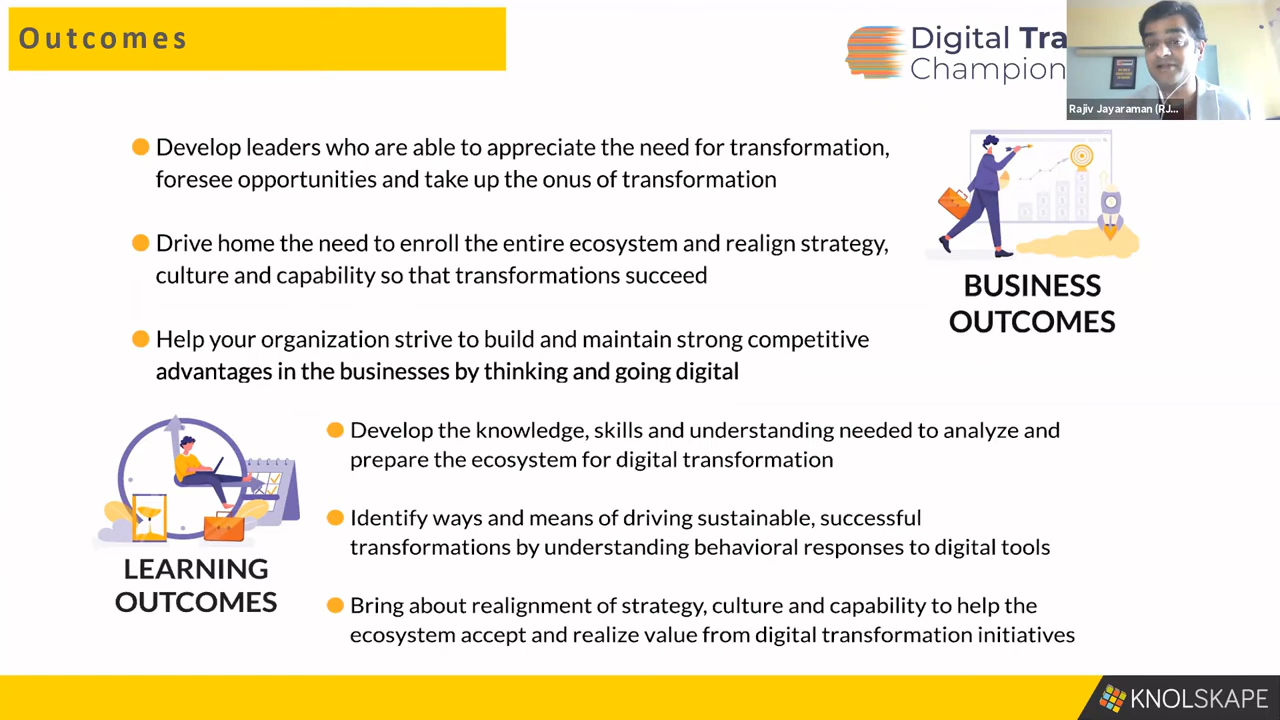 Outcomes
Digital Tra
Champion
Rajiv Jayaraman (RJ...
Develop leaders who are able to appreciate the need for transformation,
foresee opportunities and take up the onus of transformation
Drive home the need to enroll the entire ecosystem and realign strategy,
culture and capability so that transformations succeed
Help your organization strive to build and maintain strong competitive
advantages in the businesses by thinking and going digital
BUSINESS
OUTCOMES
Develop the knowledge, skills and understanding needed to analyze and
prepare the ecosystem for digital transformation
Identify ways and means of driving sustainable, successful
transformations by understanding behavioral responses to digital tools
Bring about realignment of strategy, culture and capability to help the
ecosystem accept and realize value from digital transformation initiatives
LEARNING
OUTCOMES
KNOLSKAPE